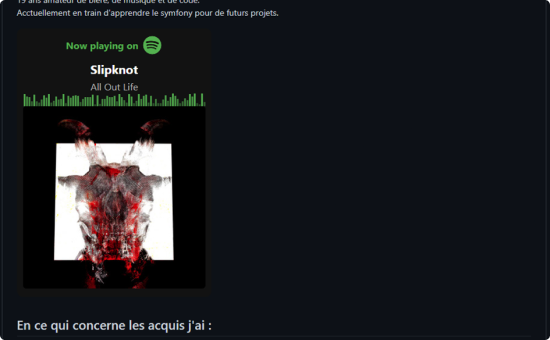 19 ans amateur de bière, de musique et de code.
Acctuellement en train d'apprendre le symfony pour de futurs projets.
Now playing on
Slipknot
All Out Life
En ce qui concerne les acquis j'ai :